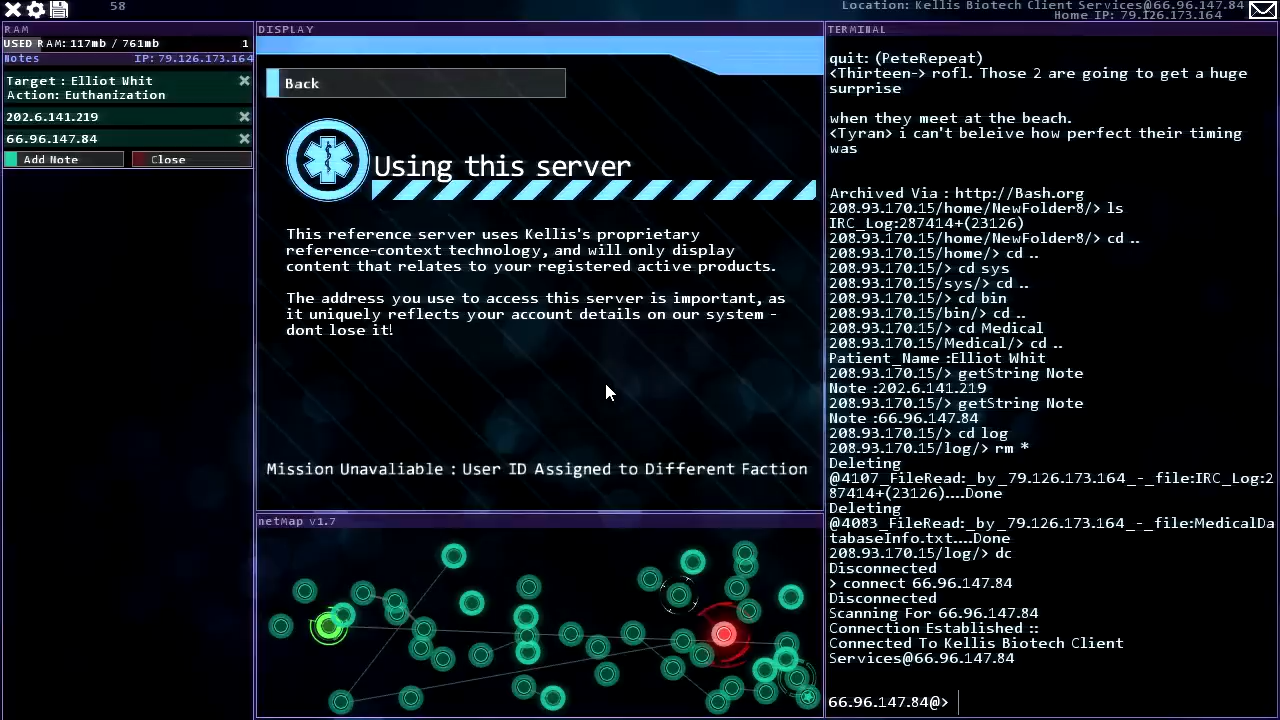 58
Location: Kellis Biotech Client Services@66.96.147.84
Home IP: 79.126.173.164
RAM
USED RAM: 117mb / 761mb 1
Notes IP: 79.126.173.164
Target : Elliot Whit
Action: Euthanization
202.6.141.219
66.96.147.84
Add Note Close
DISPLAY
Back
Using this server
This reference server uses Kellis's proprietary
reference-context technology, and will only display
content that relates to your registered active products.
The address you use to access this server is important, as
it uniquely reflects your account details on our system -
dont lose it!
Mission Unavaliable : User ID Assigned to Different Faction
netMap v1.7
TERMINAL
quit: (PeteRepeat)
<Thirteen-> rofl. Those 2 are going to get a huge
surprise
when they meet at the beach.
<Tyran> i can't beleive how perfect their timing
was
Archived Via : http://Bash.org
208.93.170.15/home/NewFolder8/> ls
IRC_Log:287414+(23126)
208.93.170.15/home/NewFolder8/> cd ..
208.93.170.15/home/> cd ..
208.93.170.15/> cd sys
208.93.170.15/sys/> cd ..
208.93.170.15/> cd bin
208.93.170.15/bin/> cd ..
208.93.170.15/> cd Medical
208.93.170.15/Medical/> cd ..
Patient_Name :Elliot Whit
208.93.170.15/> getString Note
Note :202.6.141.219
208.93.170.15/> getString Note
Note :66.96.147.84
208.93.170.15/> cd log
208.93.170.15/log/> rm *
Deleting
@4107_FileRead:_by_79.126.173.164_-_file:IRC_Log:2
87414+(23126)....Done
Deleting
@4083_FileRead:_by_79.126.173.164_-_file:MedicalDa
tabaseInfo.txt....Done
208.93.170.15/log/> dc
Disconnected
> connect 66.96.147.84
Disconnected
Scanning For 66.96.147.84
Connection Established ::
Connected To Kellis Biotech Client
Services@66.96.147.84
66.96.147.84@>